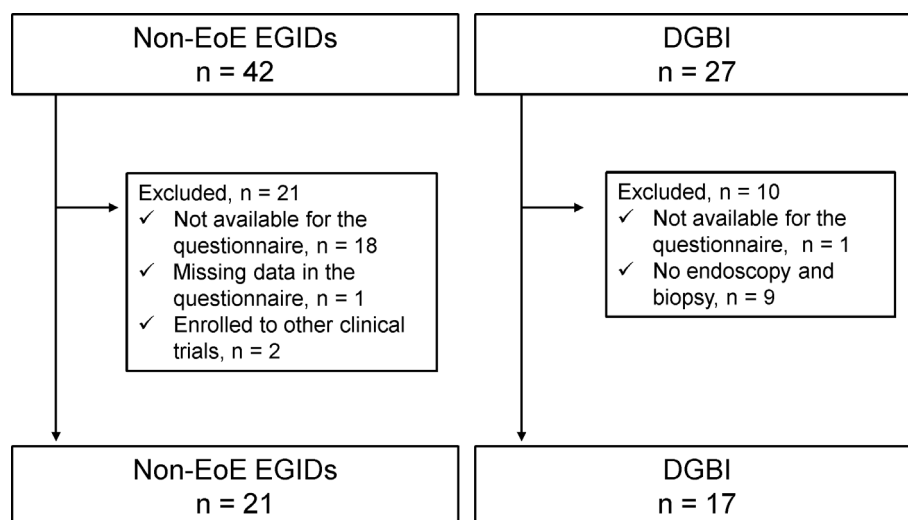 Non-EoE EGIDs
n = 42
DGBI
n = 27
Excluded, n = 21
✓ Not available for the
questionnaire, n = 18
✓ Missing data in the
questionnaire, n = 1
✓ Enrolled to other clinical
trials, n = 2
Excluded, n = 10
✓ Not available for the
questionnaire, n = 1
✓ No endoscopy and
biopsy, n = 9
Non-EoE EGIDs
n = 21
DGBI
n = 17